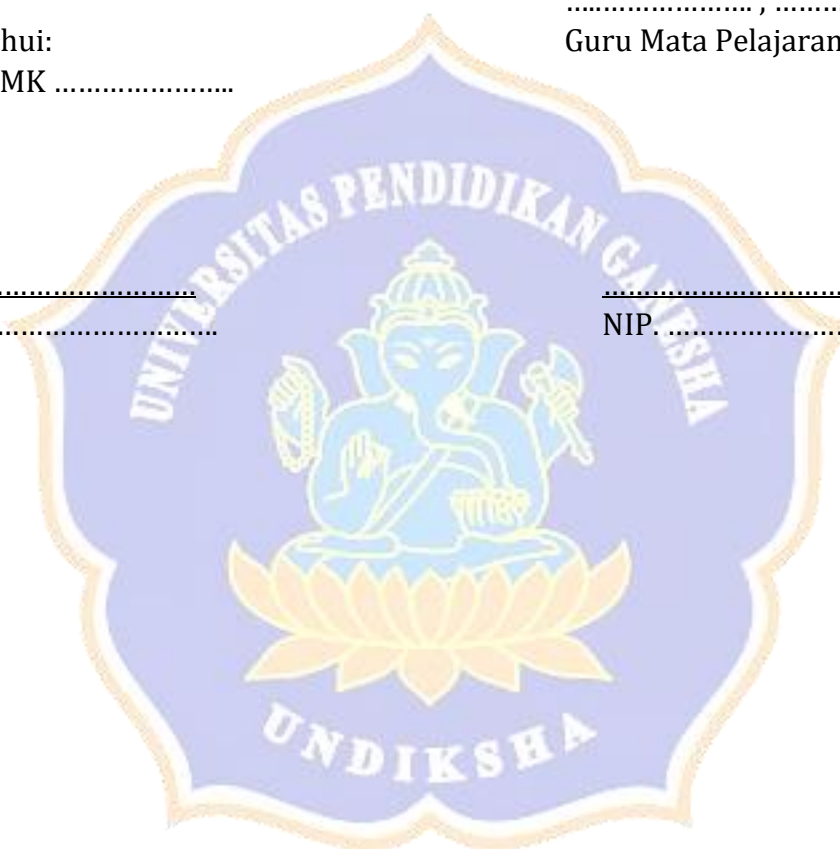 …..………………. , ………
hui:
Guru Mata Pelajaran
MK …………………..
UNIVERSITAS PENDIDIKAN GANESHA
……………………
……………………
……………………….
NIP. …………………
UNDIKSHA